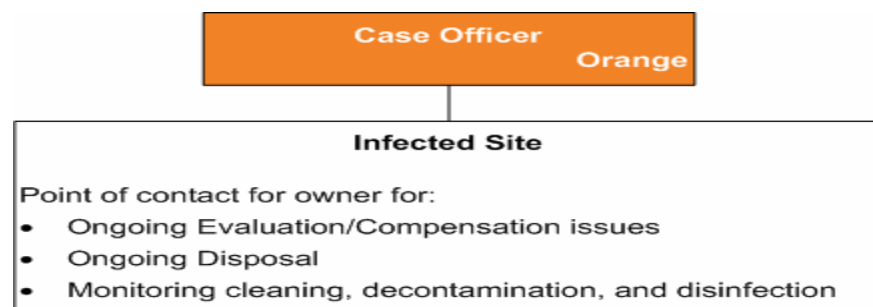 Case Officer
Orange
Infected Site
Point of contact for owner for:
• Ongoing Evaluation/Compensation issues
• Ongoing Disposal
• Monitoring cleaning, decontamination, and disinfection